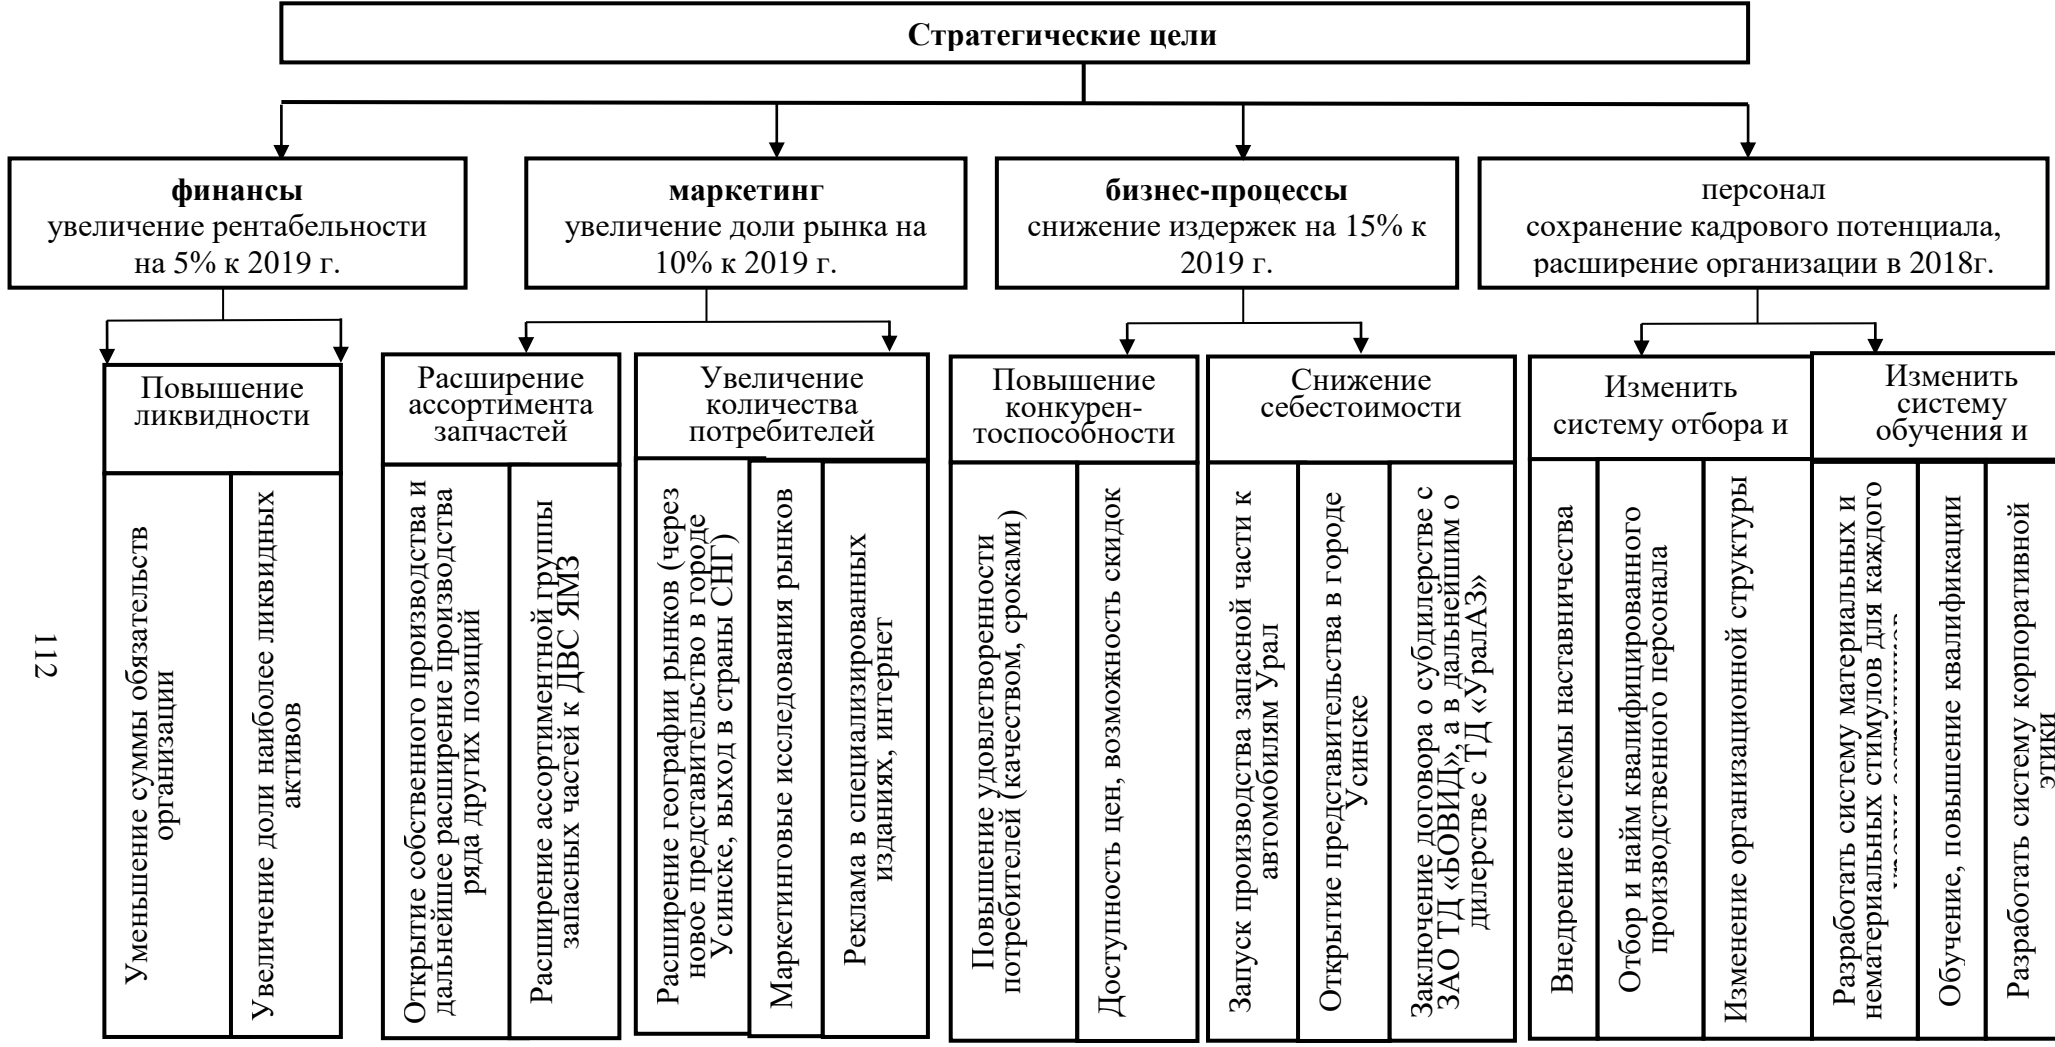 Стратегические цели
финансы
увеличение рентабельности
на 5% к 2019 г.
маркетинг
увеличение доли рынка на
10% к 2019 г.
бизнес-процессы
снижение издержек на 15% к
2019 г.
персонал
сохранение кадрового потенциала,
расширение организации в 2018г.
Повышение
ликвидности
Расширение
ассортимента
запчастей
Увеличение
количества
потребителей
Повышение
конкурен-
тоспособности
Снижение
себестоимости
Изменить
систему отбора и
Изменить
систему
обучения и
Уменьшение суммы обязательств
организации
Увеличение доли наиболее ликвидных
активов
Открытие собственного производства и
дальнейшее расширение производства
ряда других позиций
Расширение ассортиментной группы
запасных частей к ДВС ЯМЗ
Расширение географии рынков (через
новое представительство в городе
Усинске, выход в страны СНГ)
Маркетинговые исследования рынков
Реклама в специализированных
изданиях, интернет
Повышение удовлетворенности
потребителей (качеством, сроками)
Доступность цен, возможность скидок
Запуск производства запасной части к
автомобилям Урал
Открытие представительства в городе
Усинске
Заключение договора о субдилерстве с
ЗАО ТД «БОВИД», а в дальнейшим о
дилерстве с ТД «УралАЗ»
Внедрение системы наставничества
Отбор и найм квалифицированного
производственного персонала
Изменение организационной структуры
Разработать систему материальных и
нематериальных стимулов для каждого
Обучение, повышение квалификации
Разработать систему корпоративной
этики
112